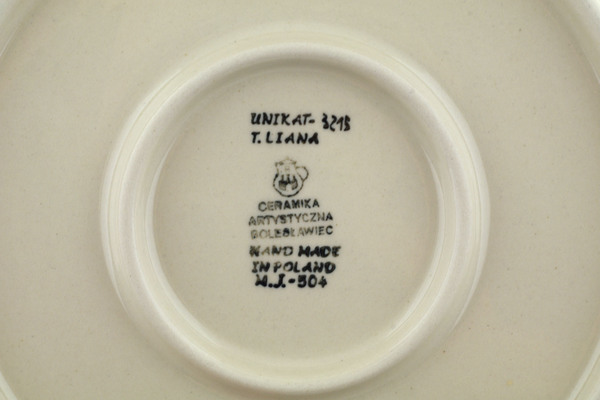 UNIKAT- 3213
T. LIANA
CERAMIKA
ARTYSTYCZNA
BOLESŁAWIEC
HAND MADE
IN POLAND
M.J.-504